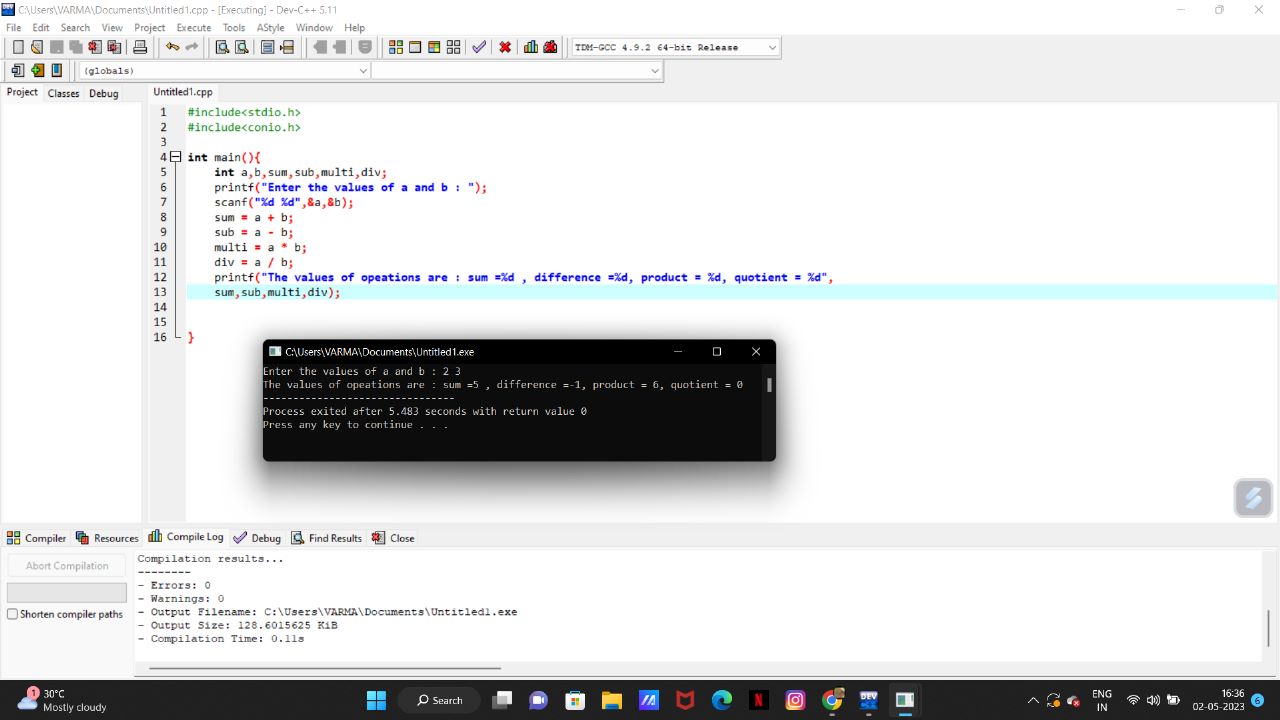 C:\Users\VARMA\Documents\Untitled1.cpp - [Executing] - Dev-C++ 5.11
File Edit Search View Project Execute Tools AStyle Window Help
TDM-GCC 4.9.2 64-bit Release
(globals)
Project Classes Debug
Untitled1.cpp
1 #include<stdio.h>
2 #include<conio.h>
3
4 int main(){
5 int a,b,sum,sub,multi,div;
6 printf("Enter the values of a and b : ");
7 scanf("%d %d",&a,&b);
8 sum = a + b;
9 sub = a - b;
10 multi = a * b;
11 div = a / b;
12 printf("The values of opeations are : sum =%d , difference =%d, product = %d, quotient = %d",
13 sum,sub,multi,div);
14
15
16 }
C:\Users\VARMA\Documents\Untitled1.exe
Enter the values of a and b : 2 3
The values of opeations are : sum =5 , difference =-1, product = 6, quotient = 0
--------------------------------
Process exited after 5.483 seconds with return value 0
Press any key to continue . . .
Compiler Resources Compile Log Debug Find Results Close
Abort Compilation
Shorten compiler paths
Compilation results...
--------
- Errors: 0
- Warnings: 0
- Output Filename: C:\Users\VARMA\Documents\Untitled1.exe
- Output Size: 128.6015625 KiB
- Compilation Time: 0.11s
1
30°C
Mostly cloudy
Search
N
ENG
IN
16:36
02-05-2023
6